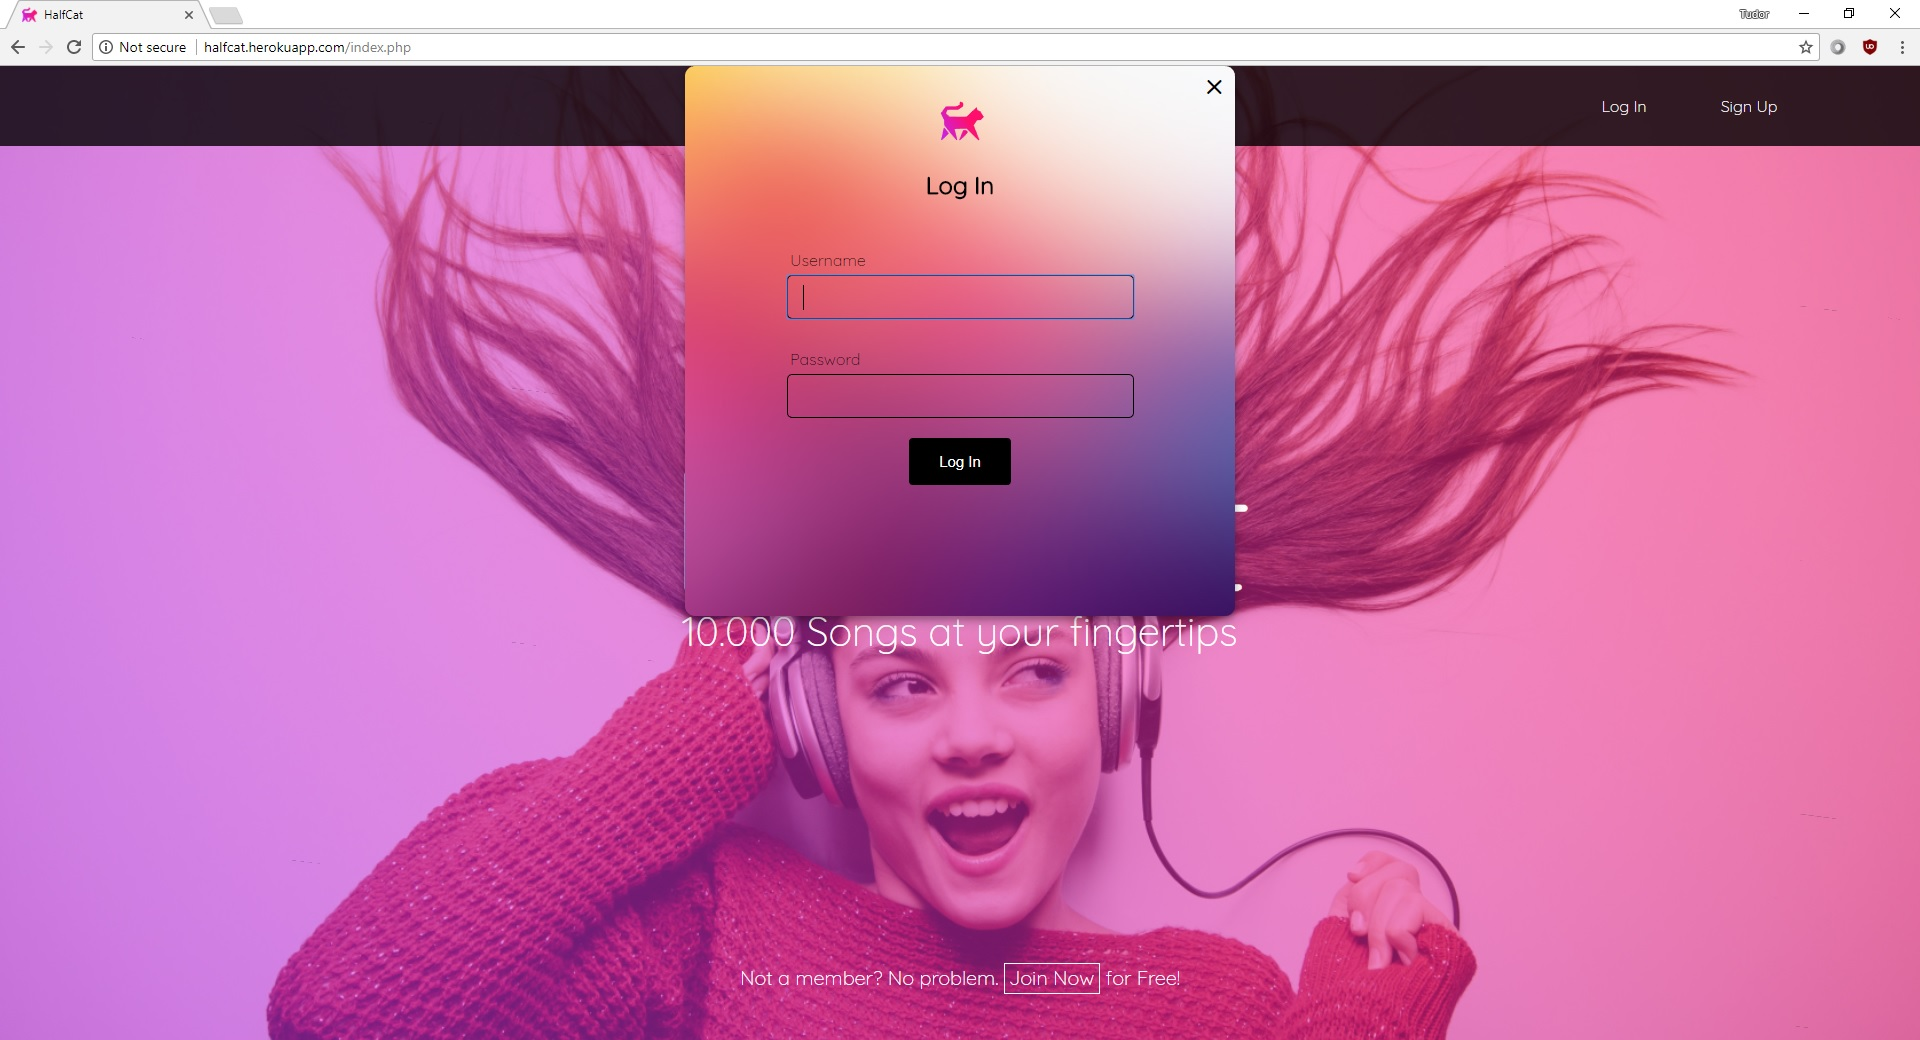 HalfCat
Tudor
Not secure
halfcat.herokuapp.com/index.php
Log In
Sign Up
Log In
Username
Password
Log In
10.000 Songs at your fingertips
Not a member? No problem. Join Now for Free!